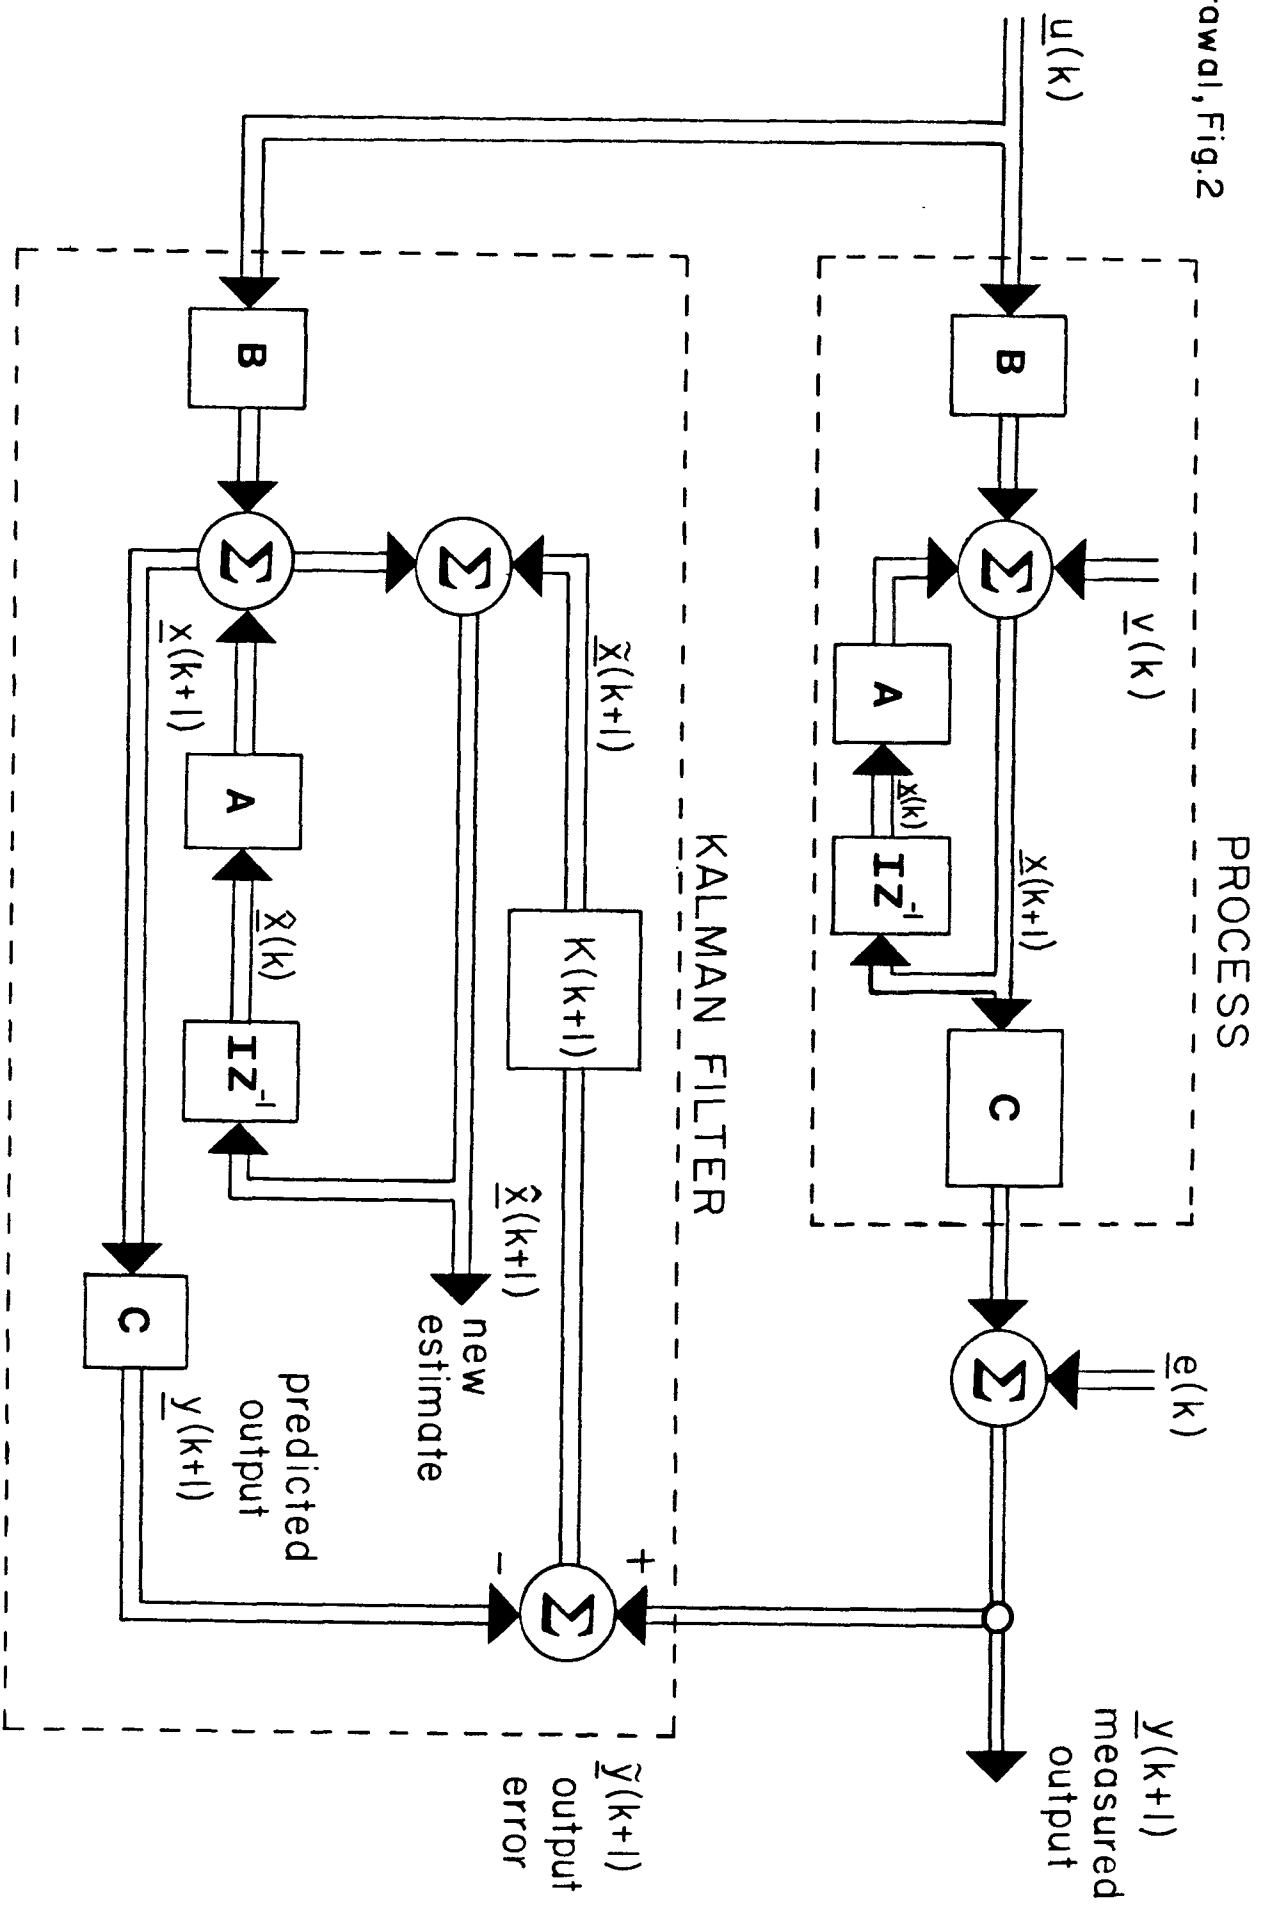 rawal, Fig. 2
PROCESS
u(k)
v(k)
e(k)
B
Σ
x(k+1)
C
Σ
y(k+1)
measured
output
A
x(k)
Iz⁻¹
KALMAN FILTER
x̃(k+1)
K(k+1)
+
-
Σ
ỹ(k+1)
output
error
Σ
x̂(k+1)
new
estimate
B
Σ
A
x̂(k)
Iz⁻¹
x(k+1)
C
predicted
output
y(k+1)